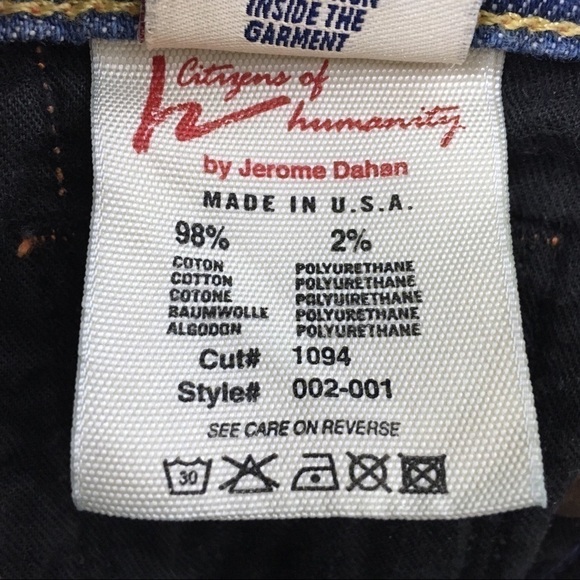 INSIDE THE
GARMENT
Citizens of
humanity
by Jerome Dahan
MADE IN U.S.A.
98% 2%
COTON POLYURETHANE
COTTON POLYURETHANE
COTONE POLYUIRETHANE
BAUMWOLLE POLYURETHANE
ALGODON POLYURETHANE
Cut# 1094
Style# 002-001
SEE CARE ON REVERSE
30